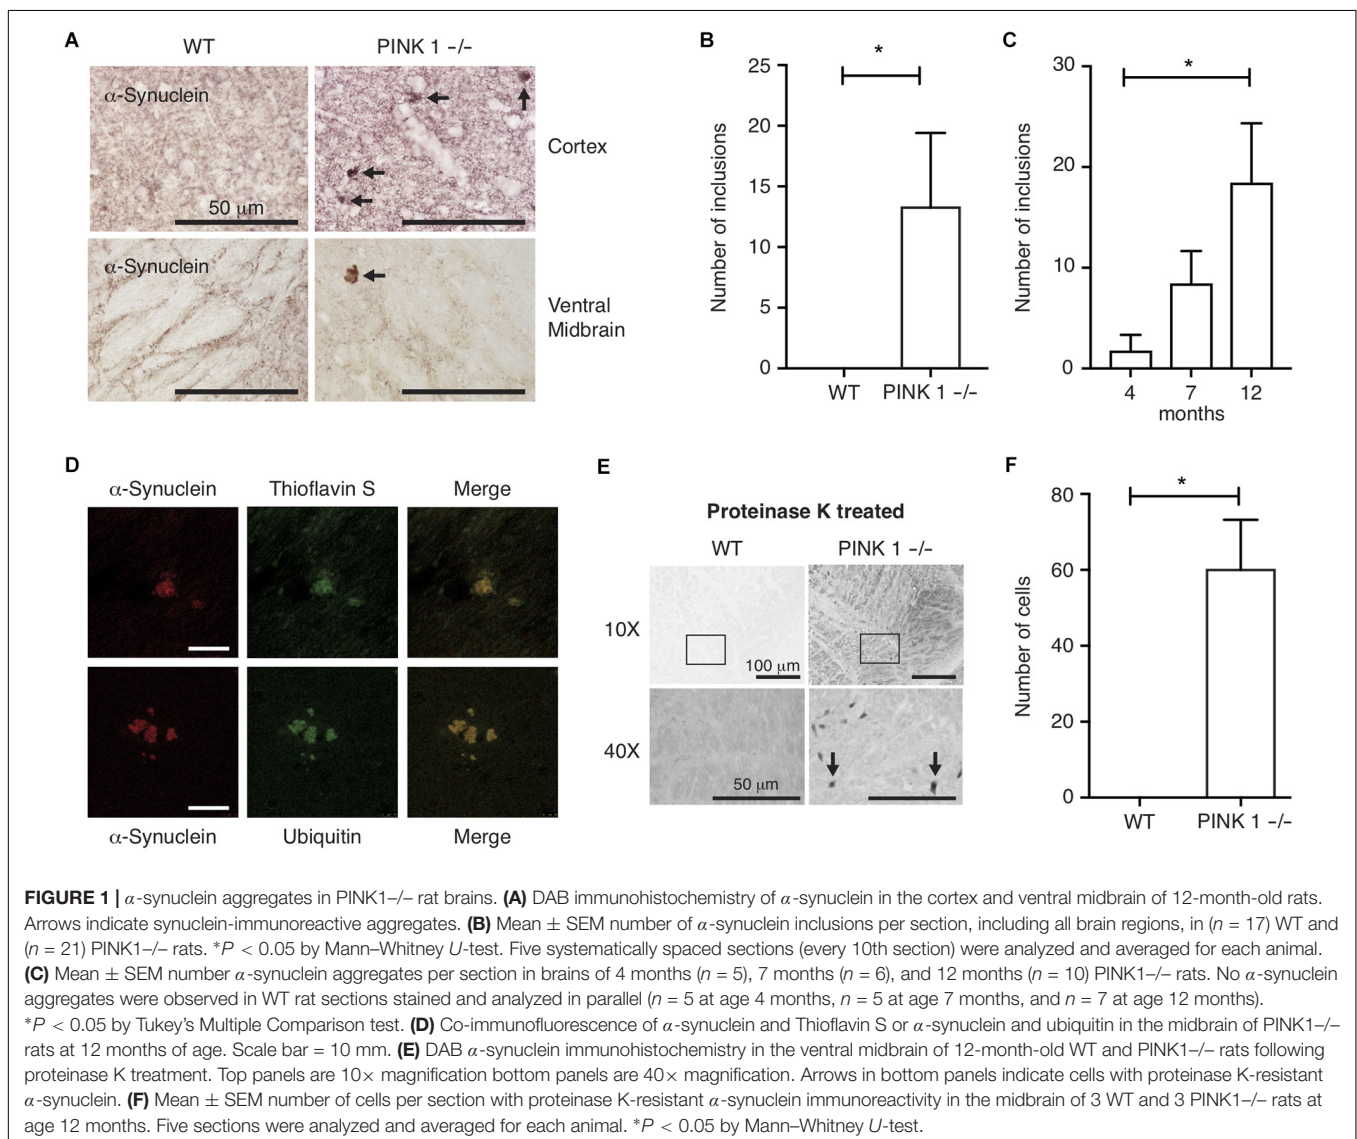 A
WT
PINK 1 -/-
α-Synuclein
50 μm
Cortex
α-Synuclein
Ventral
Midbrain
B
*
Number of inclusions
25
20
15
10
5
0
WT
PINK 1 -/-
C
*
Number of inclusions
30
20
10
0
4
7
12
months
D
α-Synuclein
Thioflavin S
Merge
α-Synuclein
Ubiquitin
Merge
E
Proteinase K treated
WT
PINK 1 -/-
10X
100 μm
40X
50 μm
F
*
Number of cells
80
60
40
20
0
WT
PINK 1 -/-
FIGURE 1 | α-synuclein aggregates in PINK1–/– rat brains. (A) DAB immunohistochemistry of α-synuclein in the cortex and ventral midbrain of 12-month-old rats.
Arrows indicate synuclein-immunoreactive aggregates. (B) Mean ± SEM number of α-synuclein inclusions per section, including all brain regions, in (n = 17) WT and
(n = 21) PINK1–/– rats. *P < 0.05 by Mann–Whitney U-test. Five systematically spaced sections (every 10th section) were analyzed and averaged for each animal.
(C) Mean ± SEM number α-synuclein aggregates per section in brains of 4 months (n = 5), 7 months (n = 6), and 12 months (n = 10) PINK1–/– rats. No α-synuclein
aggregates were observed in WT rat sections stained and analyzed in parallel (n = 5 at age 4 months, n = 5 at age 7 months, and n = 7 at age 12 months).
*P < 0.05 by Tukey's Multiple Comparison test. (D) Co-immunofluorescence of α-synuclein and Thioflavin S or α-synuclein and ubiquitin in the midbrain of PINK1–/–
rats at 12 months of age. Scale bar = 10 mm. (E) DAB α-synuclein immunohistochemistry in the ventral midbrain of 12-month-old WT and PINK1–/– rats following
proteinase K treatment. Top panels are 10× magnification bottom panels are 40× magnification. Arrows in bottom panels indicate cells with proteinase K-resistant
α-synuclein. (F) Mean ± SEM number of cells per section with proteinase K-resistant α-synuclein immunoreactivity in the midbrain of 3 WT and 3 PINK1–/– rats at
age 12 months. Five sections were analyzed and averaged for each animal. *P < 0.05 by Mann–Whitney U-test.